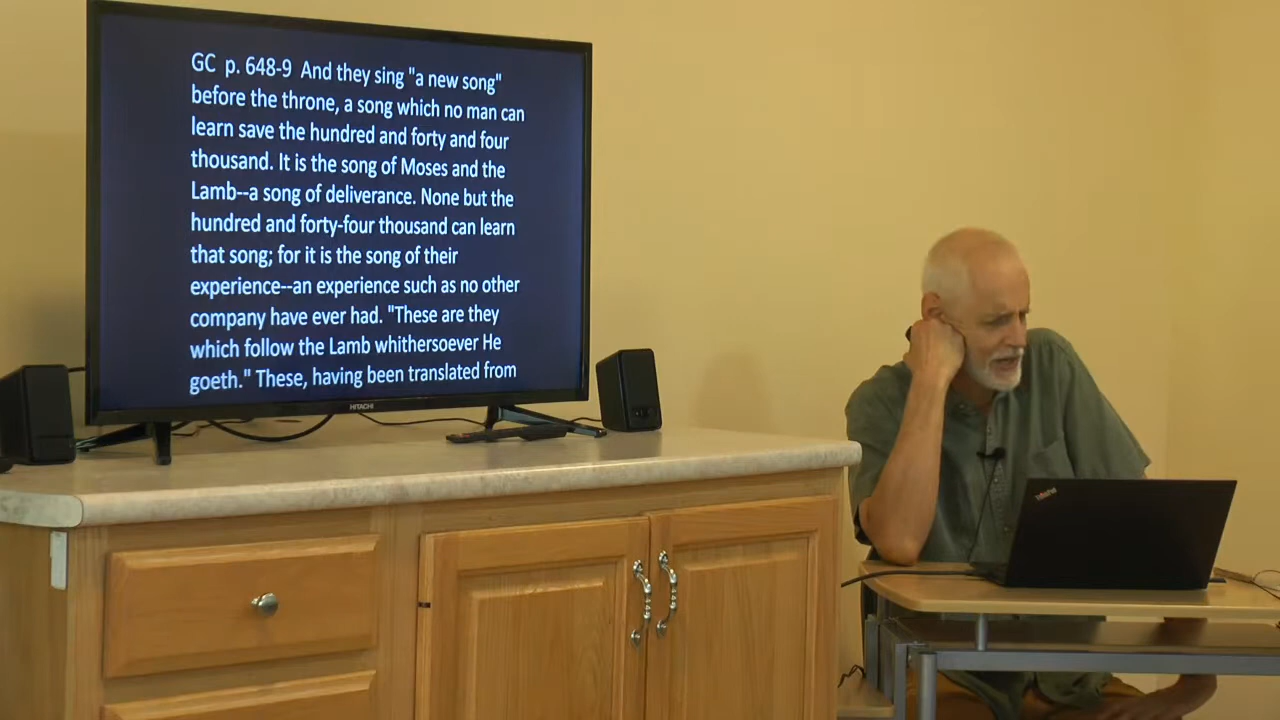 GC p. 648-9 And they sing "a new song"
before the throne, a song which no man can
learn save the hundred and forty and four
thousand. It is the song of Moses and the
Lamb--a song of deliverance. None but the
hundred and forty-four thousand can learn
that song; for it is the song of their
experience--an experience such as no other
company have ever had. "These are they
which follow the Lamb whithersoever He
goeth." These, having been translated from
HITACHI
ThinkPad